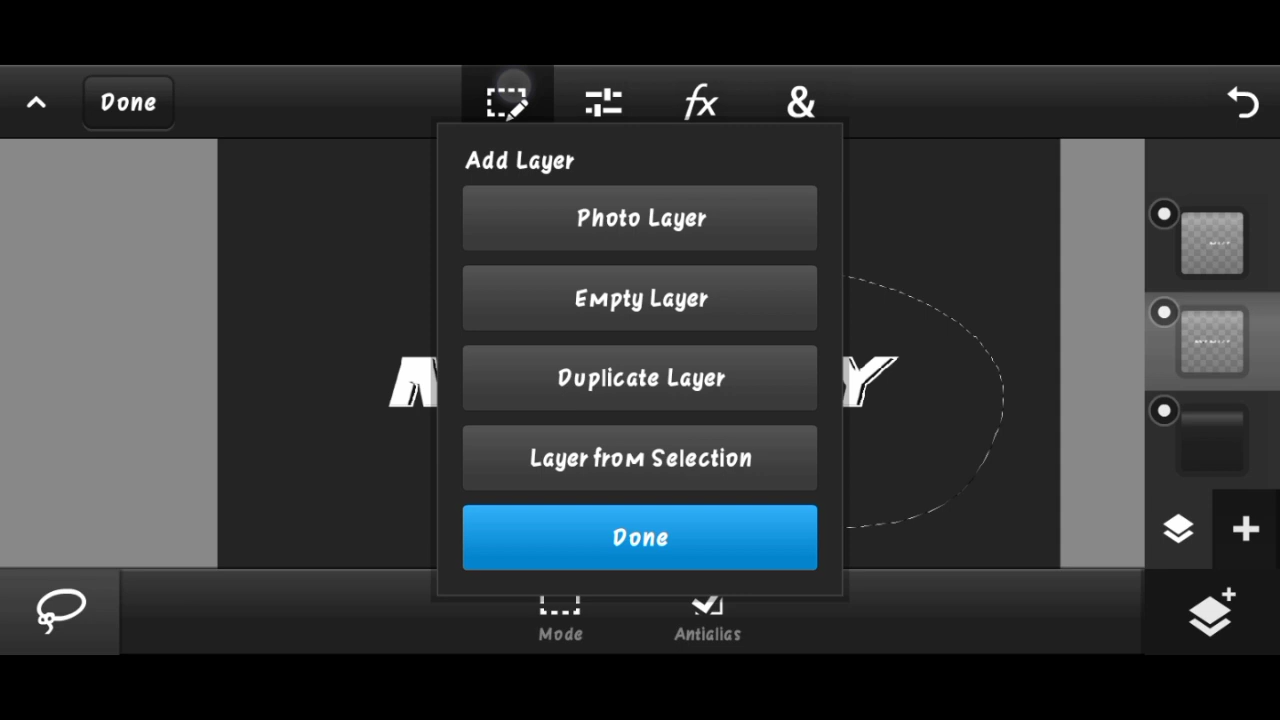 Done
fx
&
Add Layer
Photo Layer
Empty Layer
Duplicate Layer
Layer from Selection
Done
Mode
Antialias